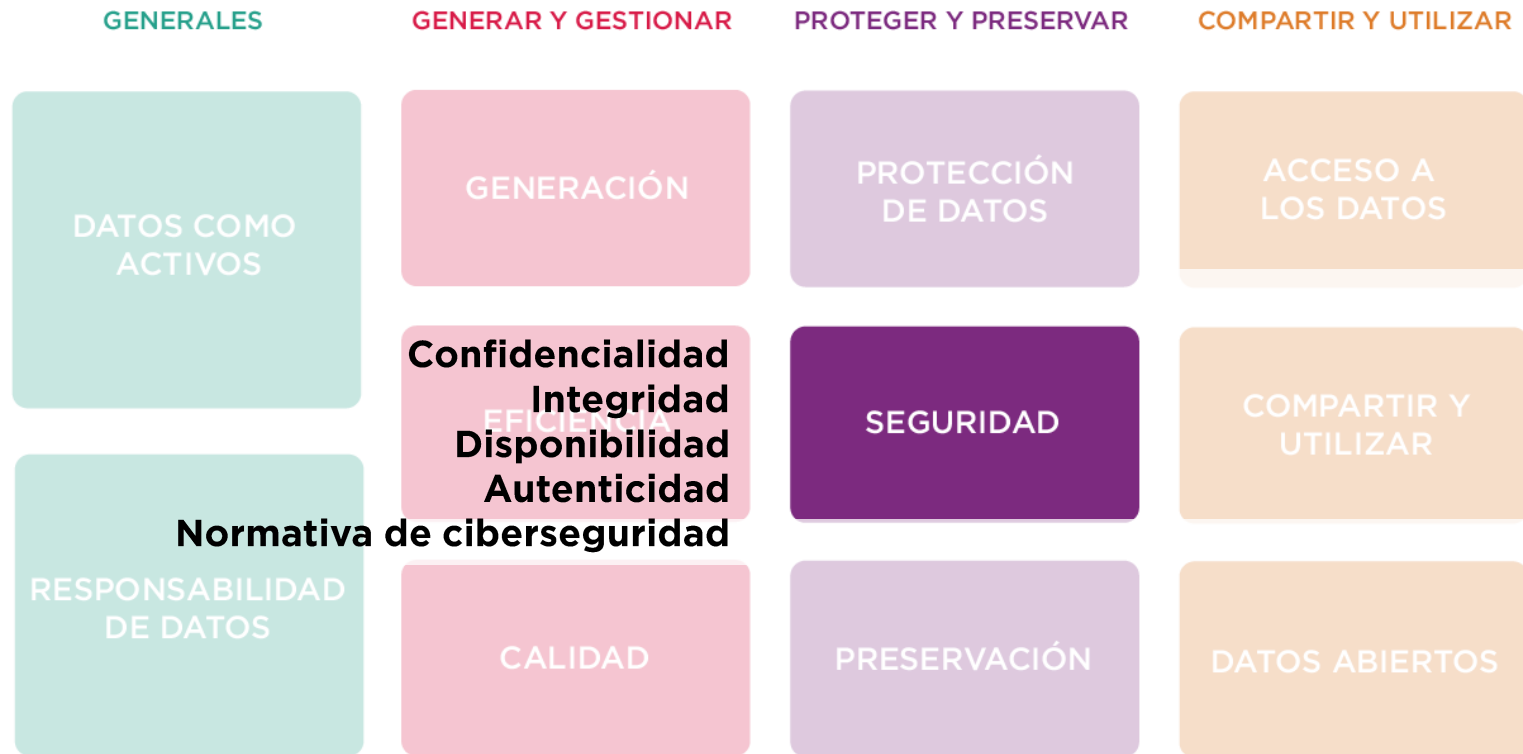 GENERALES
GENERAR Y GESTIONAR
PROTEGER Y PRESERVAR
COMPARTIR Y UTILIZAR
DATOS COMO
ACTIVOS
RESPONSABILIDAD
DE DATOS
GENERACIÓN
EFICIENCIA
CALIDAD
Confidencialidad
Integridad
Disponibilidad
Autenticidad
Normativa de ciberseguridad
PROTECCIÓN
DE DATOS
SEGURIDAD
PRESERVACIÓN
ACCESO A
LOS DATOS
COMPARTIR Y
UTILIZAR
DATOS ABIERTOS